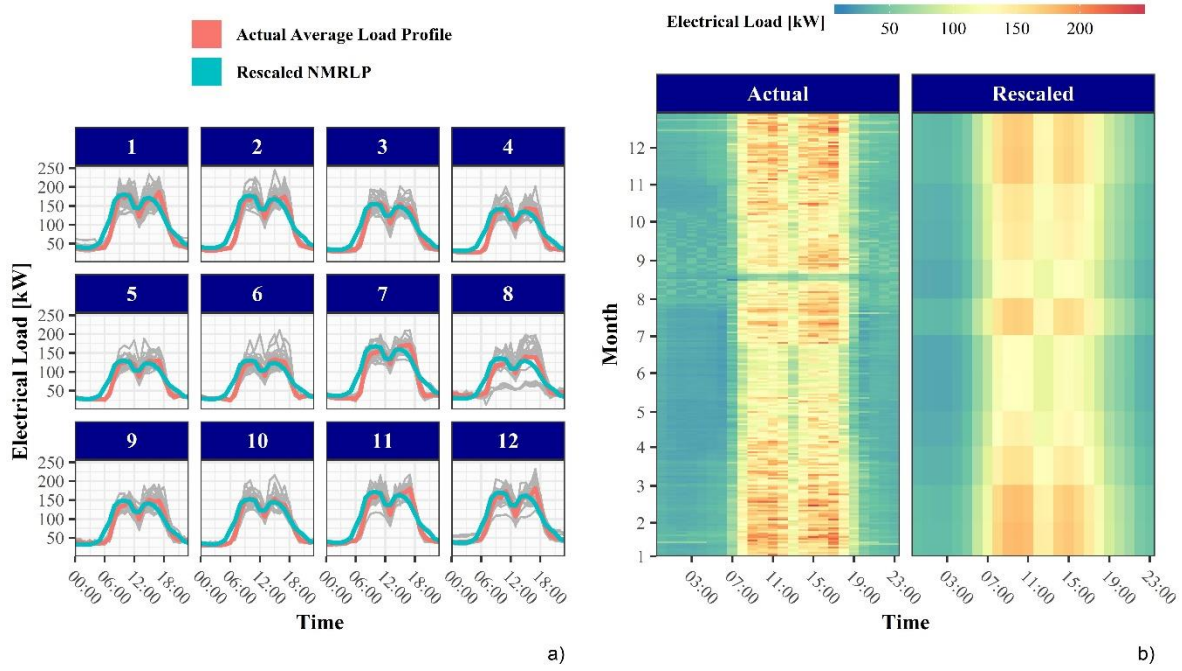 Actual Average Load Profile
Rescaled NMRLP
1 2 3 4
250
200
150
100
50
5 6 7 8
250
200
150
100
50
9 10 11 12
250
200
150
100
50
Electrical Load [kW]
00:00 06:00 12:00 18:00 00:00 06:00 12:00 18:00 00:00 06:00 12:00 18:00 00:00 06:00 12:00 18:00
Time
a)
Electrical Load [kW]
50 100 150 200
Actual Rescaled
12
11
10
9
8
7
6
5
4
3
2
1
Month
03:00 07:00 11:00 15:00 19:00 23:00 03:00 07:00 11:00 15:00 19:00 23:00
Time
b)